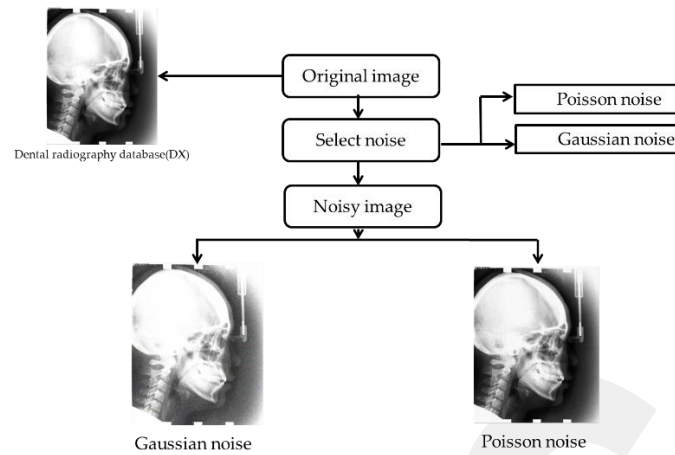 Original image
Poisson noise
Select noise
Gaussian noise
Dental radiography database(DX)
Noisy image
Gaussian noise
Poisson noise